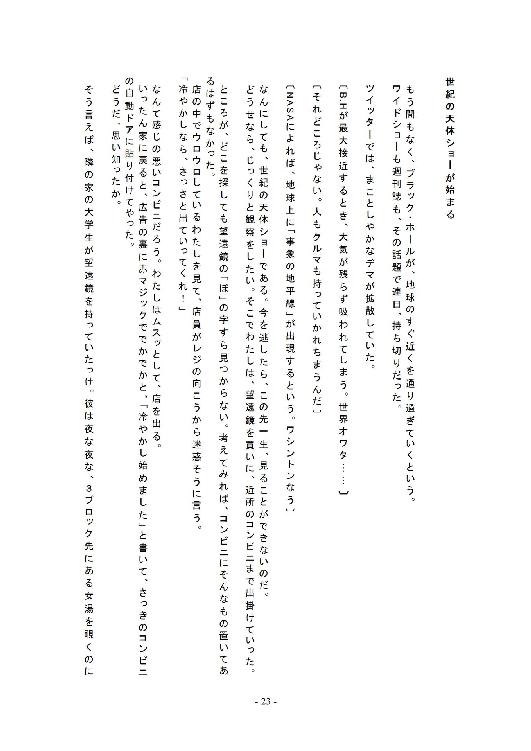 世紀の天体ショーが始まる
もう間もなく、ブラック・ホールが、地球のすぐ近くを通り過ぎていくという。
ワイドショーも週刊誌も、その話題で連日、持ち切りだった。
ツイッターでは、まことしやかなデマが拡散していた。
〔BHが最大接近するとき、大気が残らず吸われてしまう。世界オワタ……〕
〔それどころじゃない。人もクルマも持っていかれちまうんだ〕
〔NASAによれば、地球上に「事象の地平線」が出現するという。ワシントンなう〕
なんにしても、世紀の天体ショーである。今を逃したら、この先一生、見ることができないのだ。
どうせなら、じっくりと観察をしたい。そこでわたしは、望遠鏡を買いに、近所のコンビニまで出掛けていった。
ところが、どこを探しても望遠鏡の「ぼ」の字すら見つからない。考えてみれば、コンビニにそんなもの置いてあ
るはずもなかった。
店の中でウロウロしているわたしを見て、店員がレジの向こうから迷惑そうに言う。
「冷やかしなら、さっさと出ていってくれ！」
なんて感じの悪いコンビニだろう。わたしはムスッとして、店を出る。
いったん家に戻ると、広告の裏に赤マジックででかでかと、「冷やかし始めました」と書いて、さっきのコンビニ
の自動ドアに貼り付けてやった。
どうだ、思い知ったか。
そう言えば、隣の家の大学生が望遠鏡を持っていたっけ。彼は夜な夜な、3ブロック先にある女湯を覗くのに
- 23 -